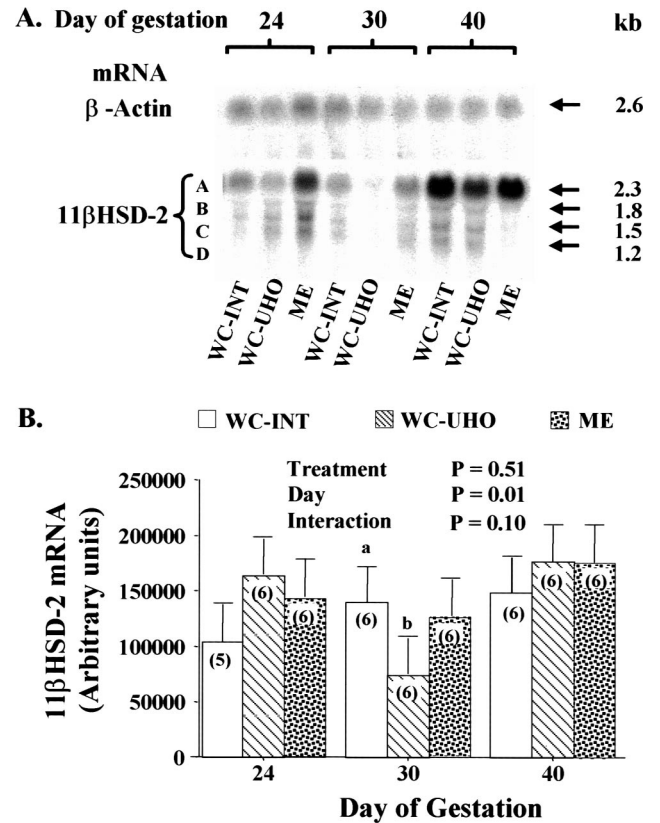 A. Day of gestation 24 30 40 kb
mRNA
β -Actin 2.6
A 2.3
B 1.8
11βHSD-2
C 1.5
D 1.2
WC-INT WC-UHO ME WC-INT WC-UHO ME WC-INT WC-UHO ME
B. WC-INT WC-UHO ME
Treatment P = 0.51
Day P = 0.01
Interaction P = 0.10
11βHSD-2 mRNA
(Arbitrary units)
250000
200000
150000
100000
50000
0
a
b
(5) (6) (6) (6) (6) (6) (6) (6) (6)
24 30 40
Day of Gestation